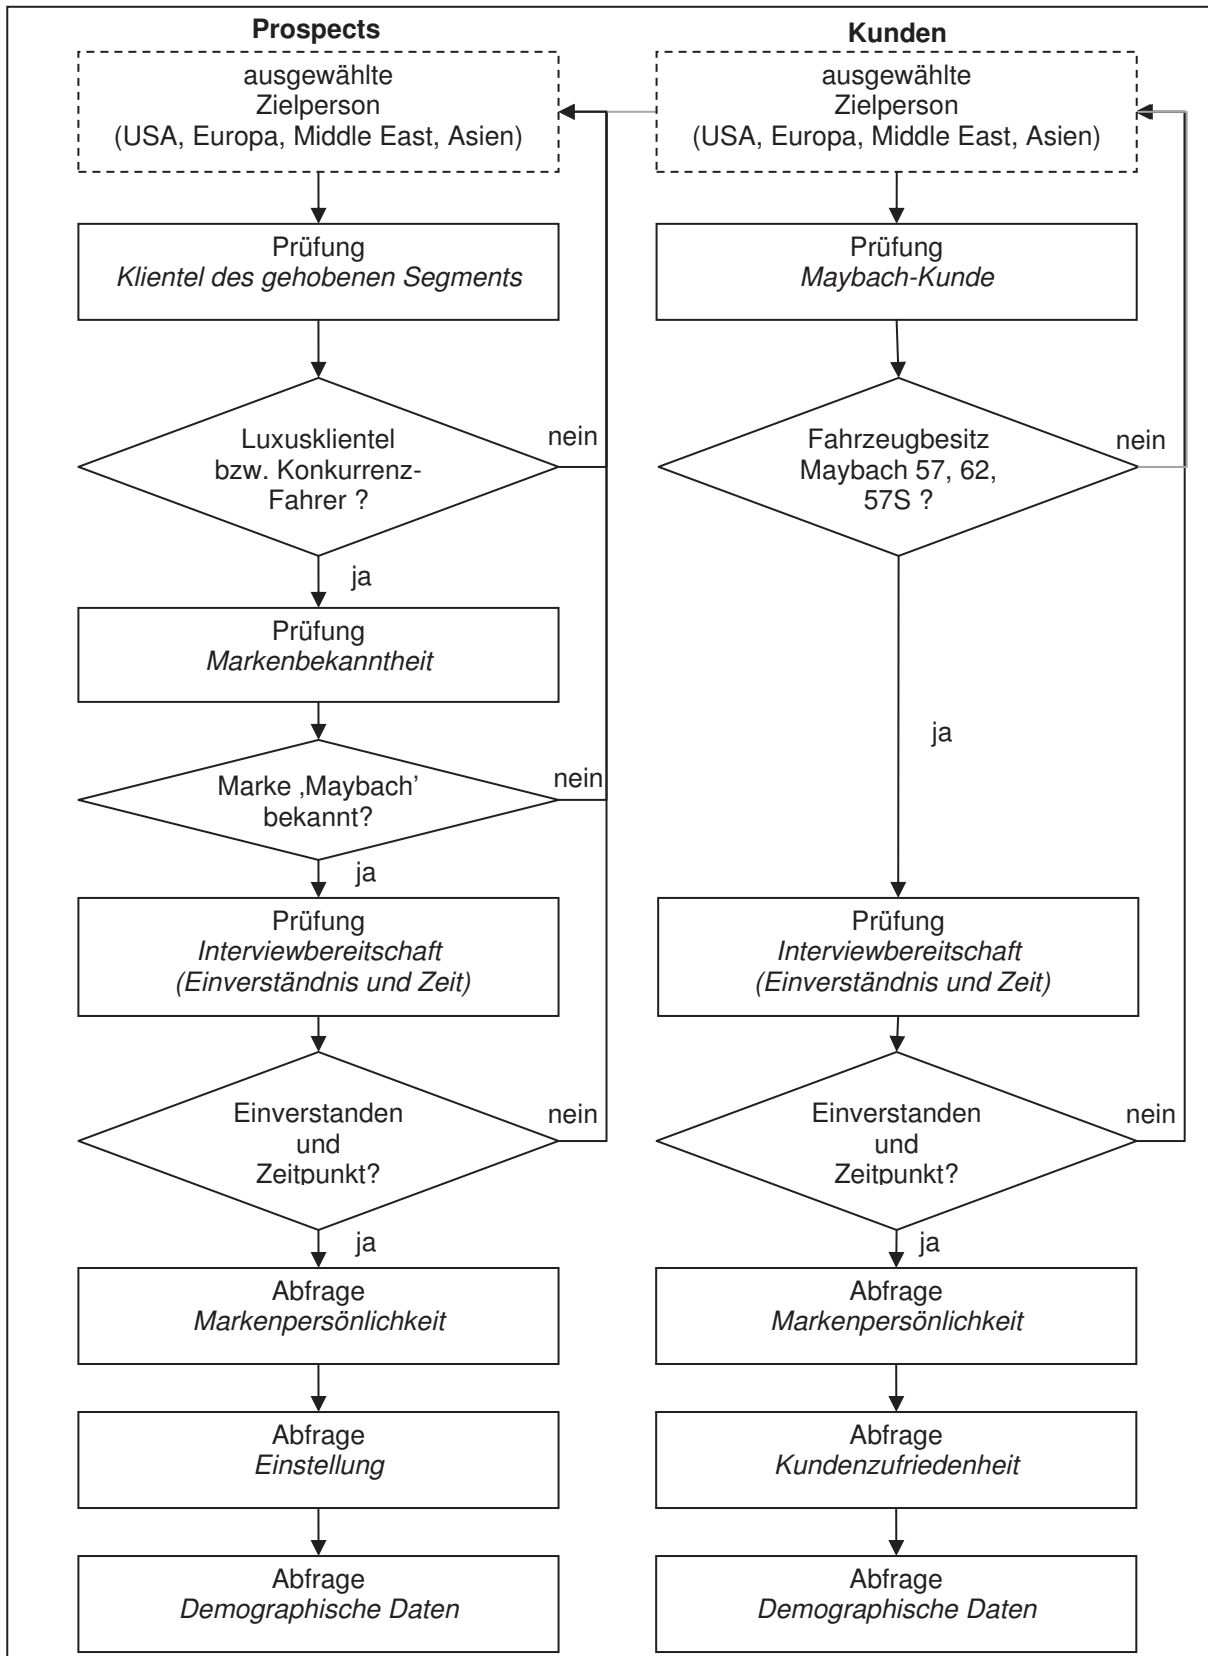 Prospects
ausgewählte
Zielperson
(USA, Europa, Middle East, Asien)
Prüfung
Klientel des gehobenen Segments
Luxusklientel
bzw. Konkurrenz-
Fahrer ?
nein
ja
Prüfung
Markenbekanntheit
Marke ‚Maybach’
bekannt?
nein
ja
Prüfung
Interviewbereitschaft
(Einverständnis und Zeit)
Einverstanden
und
Zeitpunkt?
nein
ja
Abfrage
Markenpersönlichkeit
Abfrage
Einstellung
Abfrage
Demographische Daten
Kunden
ausgewählte
Zielperson
(USA, Europa, Middle East, Asien)
Prüfung
Maybach-Kunde
Fahrzeugbesitz
Maybach 57, 62,
57S ?
nein
ja
Prüfung
Interviewbereitschaft
(Einverständnis und Zeit)
Einverstanden
und
Zeitpunkt?
nein
ja
Abfrage
Markenpersönlichkeit
Abfrage
Kundenzufriedenheit
Abfrage
Demographische Daten